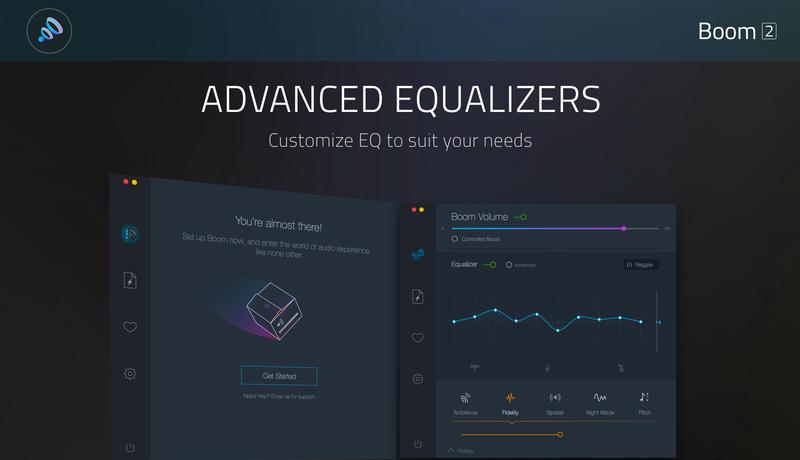 Boom 2
ADVANCED EQUALIZERS
Customize EQ to suit your needs
You're almost there!
Set up Boom now, and enter the world of audio experience
like none other.
Get Started
Need help? Email us for support
Boom Volume
Controlled Boost
Equalizer
Advanced
Reggae
Ambience
Fidelity
Spatial
Night Mode
Pitch
Hotkey